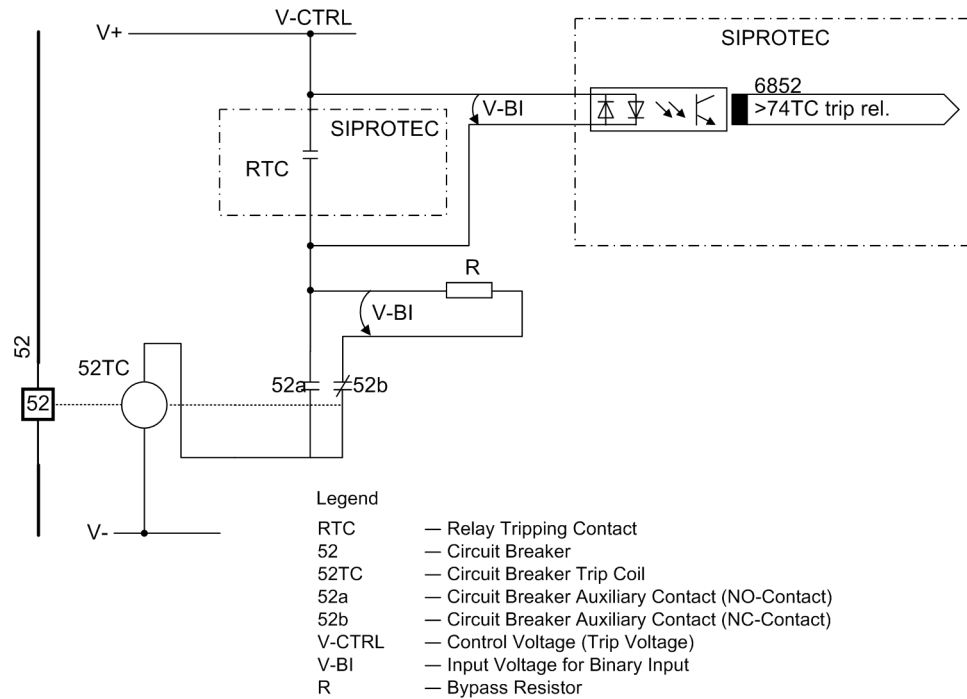 V-CTRL
V+
SIPROTEC
6852
>74TC trip rel.
V-BI
SIPROTEC
RTC
R
V-BI
52
52TC
52a
52b
52
V-
Legend
RTC — Relay Tripping Contact
52 — Circuit Breaker
52TC — Circuit Breaker Trip Coil
52a — Circuit Breaker Auxiliary Contact (NO-Contact)
52b — Circuit Breaker Auxiliary Contact (NC-Contact)
V-CTRL — Control Voltage (Trip Voltage)
V-BI — Input Voltage for Binary Input
R — Bypass Resistor